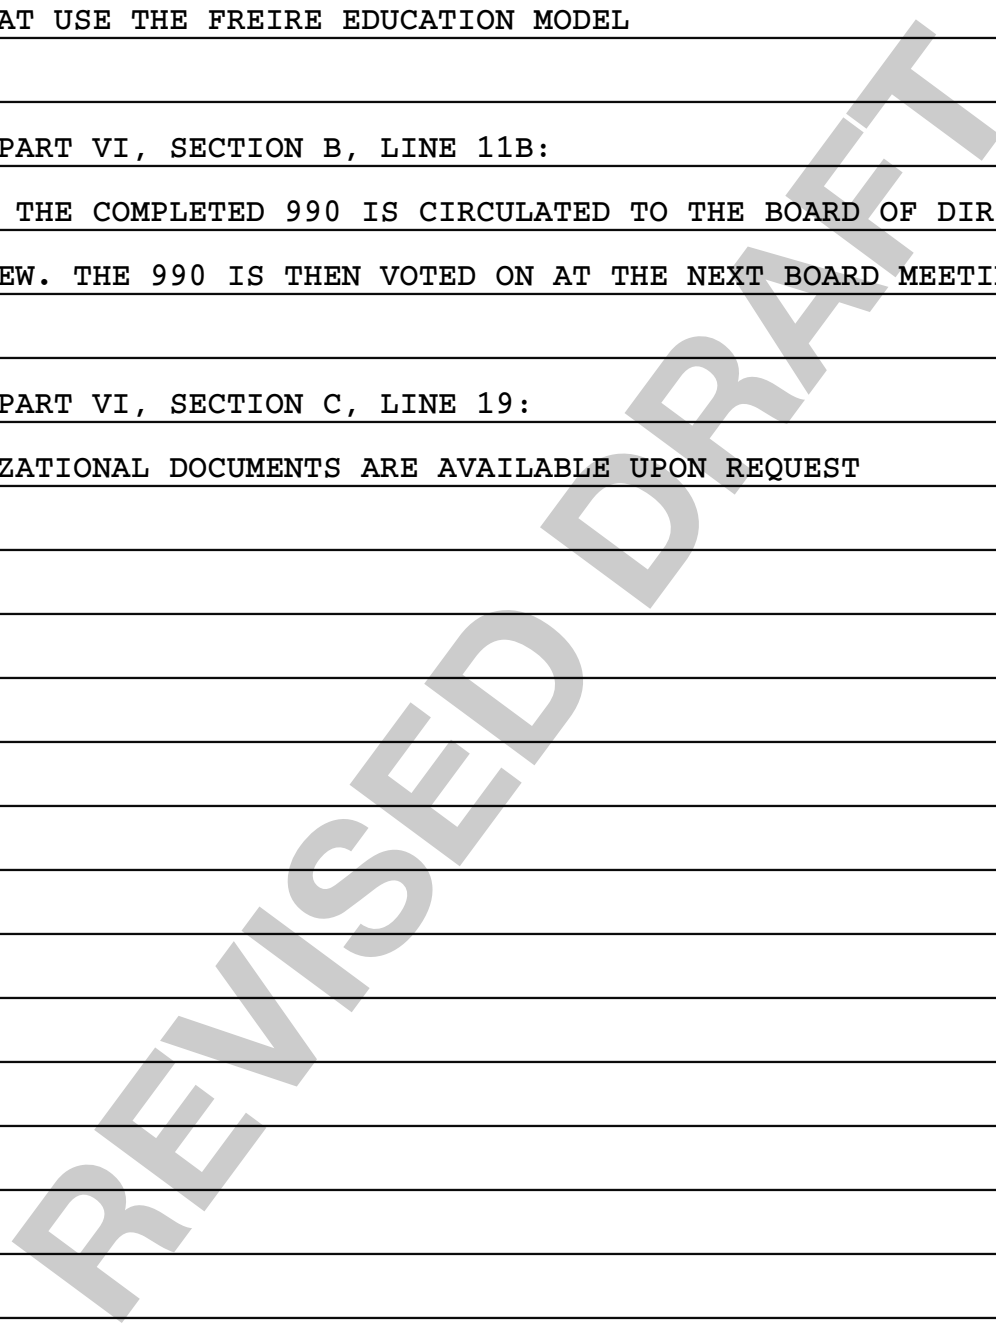 AT USE THE FREIRE EDUCATION MODEL
PART VI, SECTION B, LINE 11B:
THE COMPLETED 990 IS CIRCULATED TO THE BOARD OF DIR
EW. THE 990 IS THEN VOTED ON AT THE NEXT BOARD MEETI
PART VI, SECTION C, LINE 19:
ZATIONAL DOCUMENTS ARE AVAILABLE UPON REQUEST
REVISED DRAFT